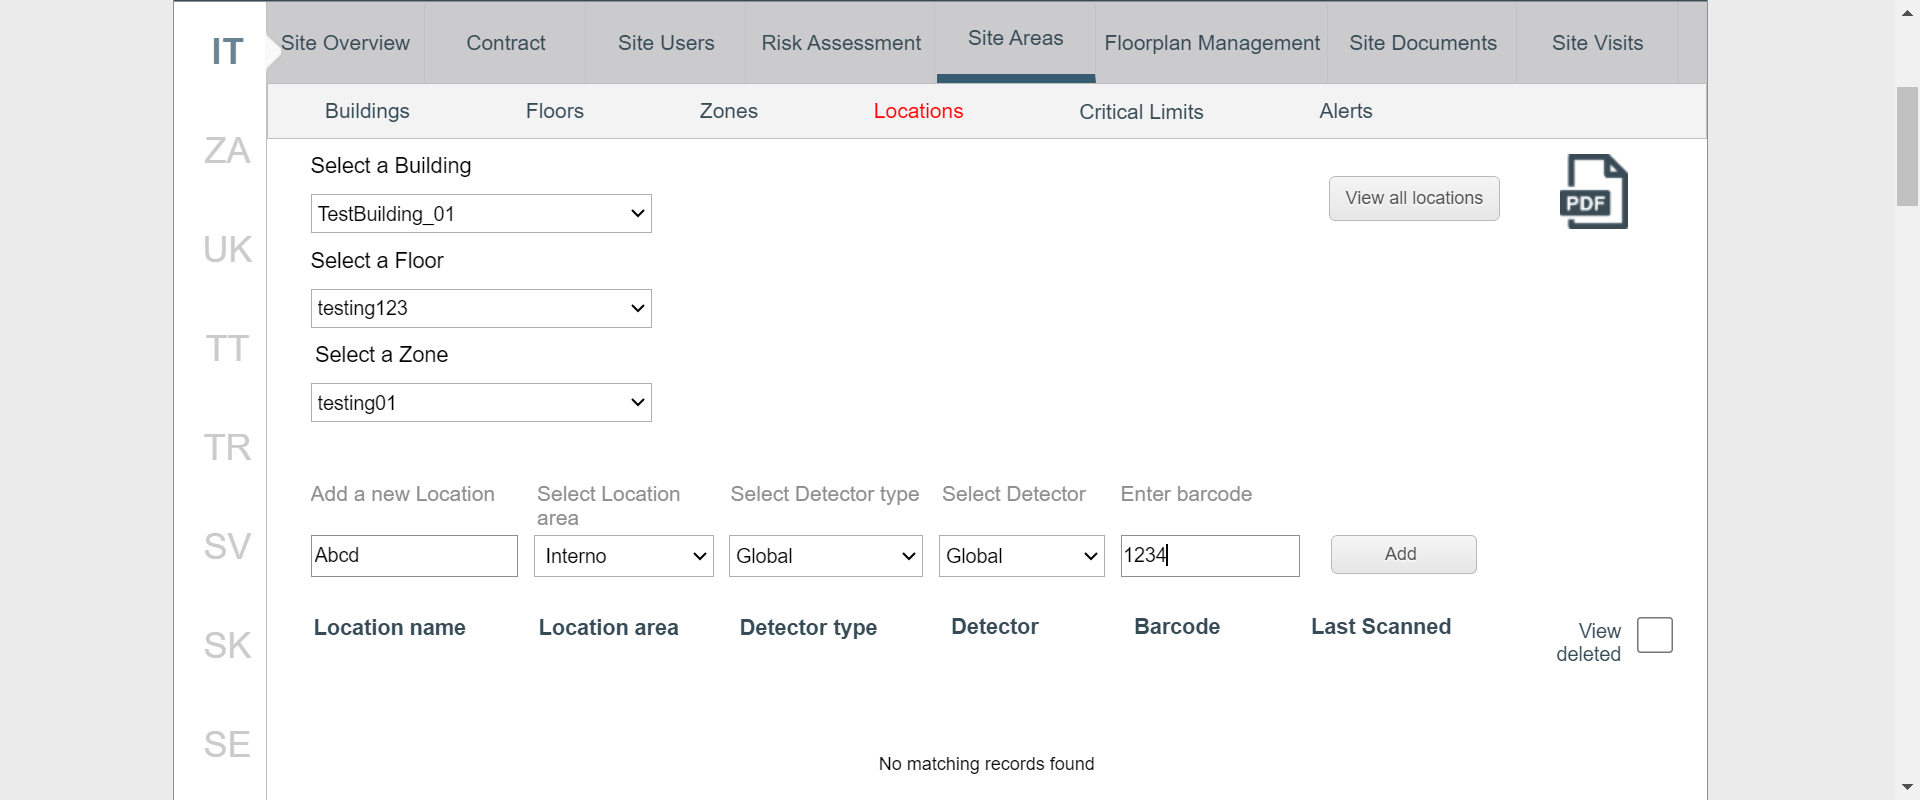 IT
Site Overview
Contract
Site Users
Risk Assessment
Site Areas
Floorplan Management
Site Documents
Site Visits
Buildings
Floors
Zones
Locations
Critical Limits
Alerts
ZA
UK
TT
TR
SV
SK
SE
Select a Building
TestBuilding_01
View all locations
PDF
Select a Floor
testing123
Select a Zone
testing01
Add a new Location
Select Location
area
Select Detector type
Select Detector
Enter barcode
Abcd
Interno
Global
Global
1234
Add
Location name
Location area
Detector type
Detector
Barcode
Last Scanned
View
deleted
No matching records found